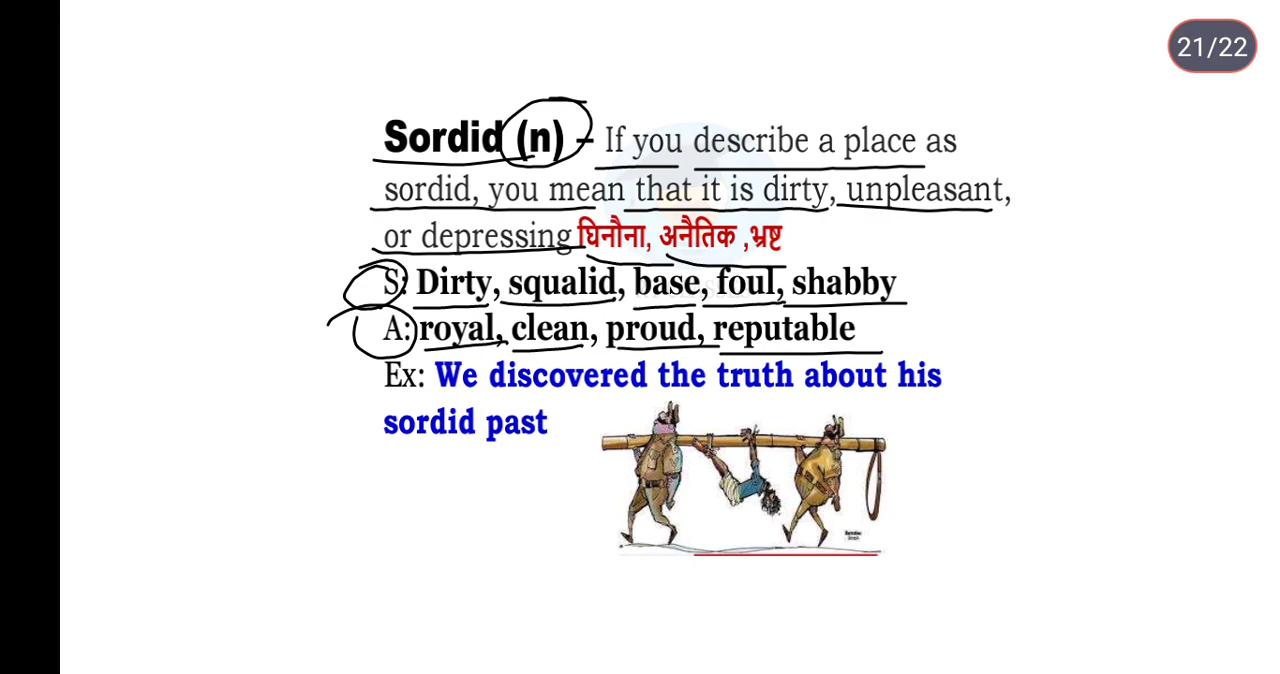 21/22
Sordid (n) – If you describe a place as
sordid, you mean that it is dirty, unpleasant,
or depressing घिनौना, अनैतिक ,भ्रष्ट
S: Dirty, squalid, base, foul, shabby
A: royal, clean, proud, reputable
Ex: We discovered the truth about his
sordid past